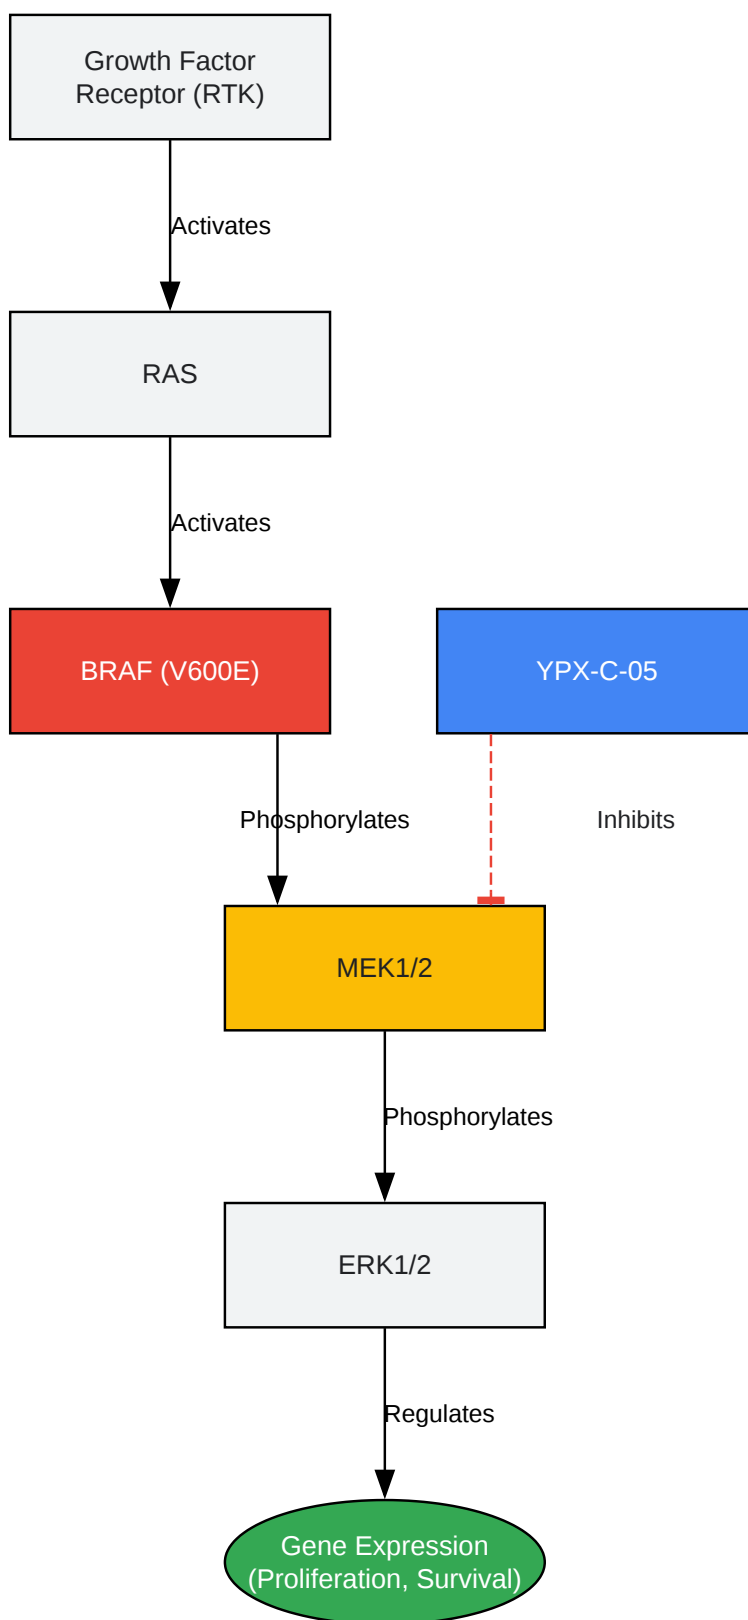 Growth Factor
Receptor (RTK)
Activates
RAS
Activates
BRAF (V600E)
YPX-C-05
Phosphorylates
Inhibits
MEK1/2
Phosphorylates
ERK1/2
Regulates
Gene Expression
(Proliferation, Survival)